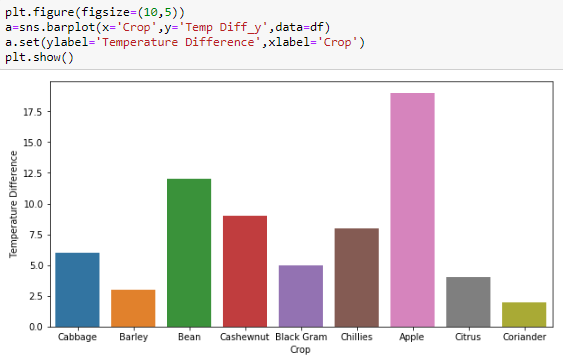 plt.figure(figsize=(10,5))
a=sns.barplot(x='Crop',y='Temp Diff_y',data=df)
a.set(ylabel='Temperature Difference',xlabel='Crop')
plt.show()
17.5
15.0
12.5
10.0
7.5
5.0
2.5
0.0
Temperature Difference
Cabbage Barley Bean Cashewnut Black Gram Chillies Apple Citrus Coriander
Crop